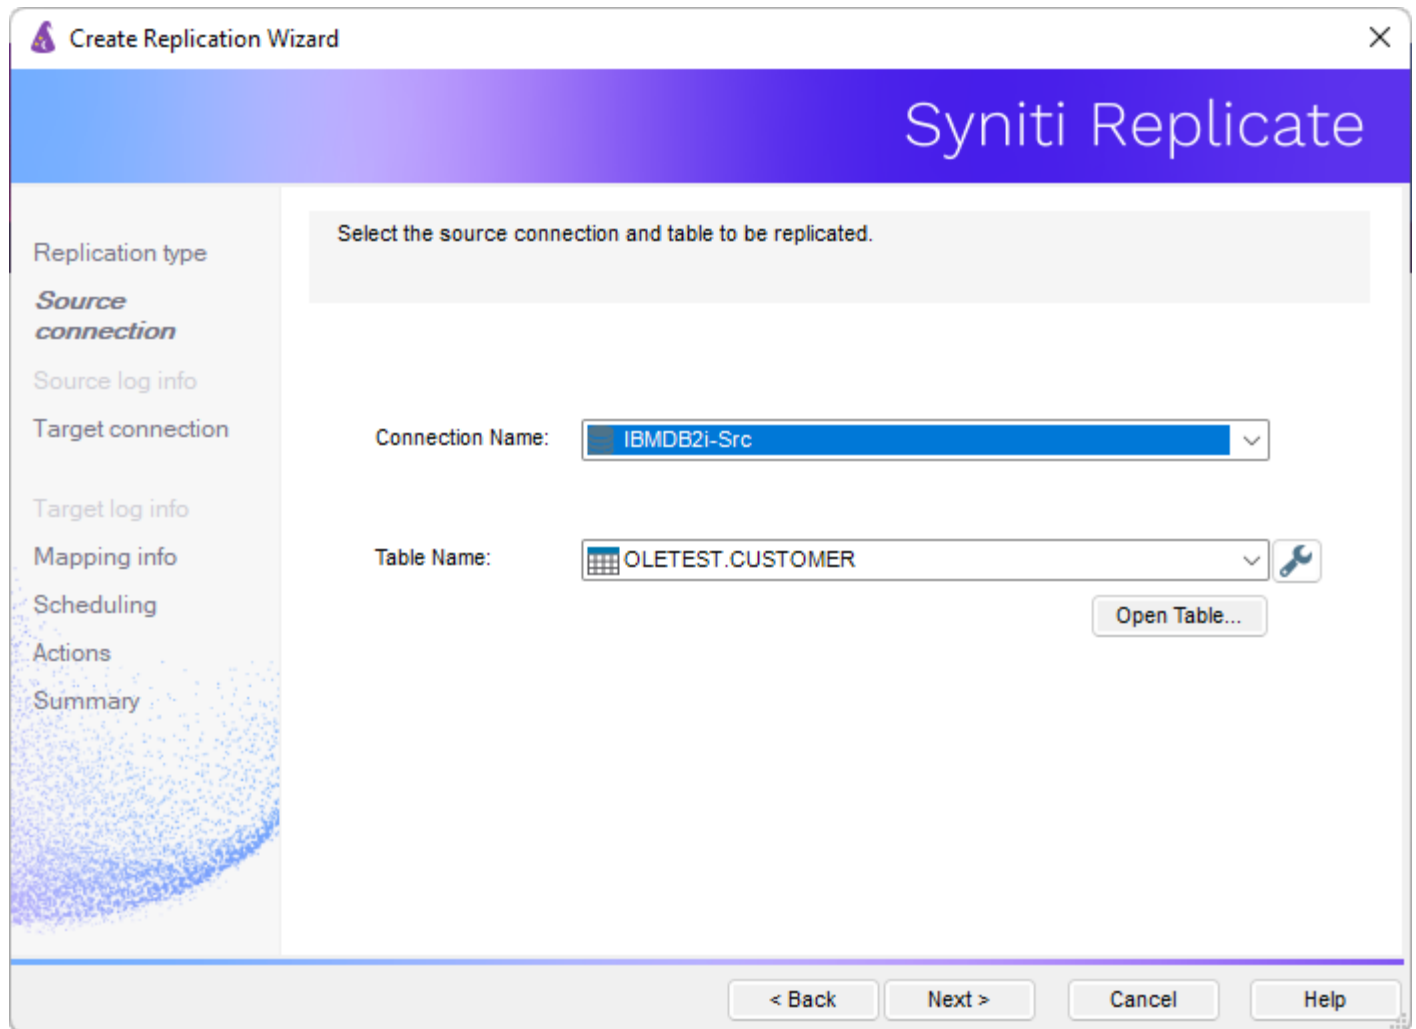 Create Replication Wizard
Syniti Replicate
Replication type
Source
connection
Source log info
Target connection
Target log info
Mapping info
Scheduling
Actions
Summary
Select the source connection and table to be replicated.
Connection Name: IBMDB2i-Src
Table Name: OLETEST.CUSTOMER
Open Table...
< Back Next > Cancel Help